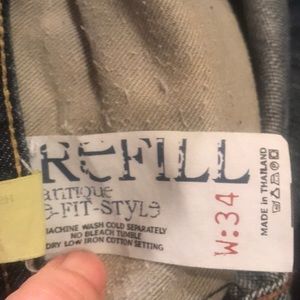 ReFILL
antique
e-FIT-STYLe
MACHINE WASH COLD SEPARATELY
NO BLEACH TUMBLE
DRY LOW IRON COTTON SETTING
W:34
MADE IN THAILAND